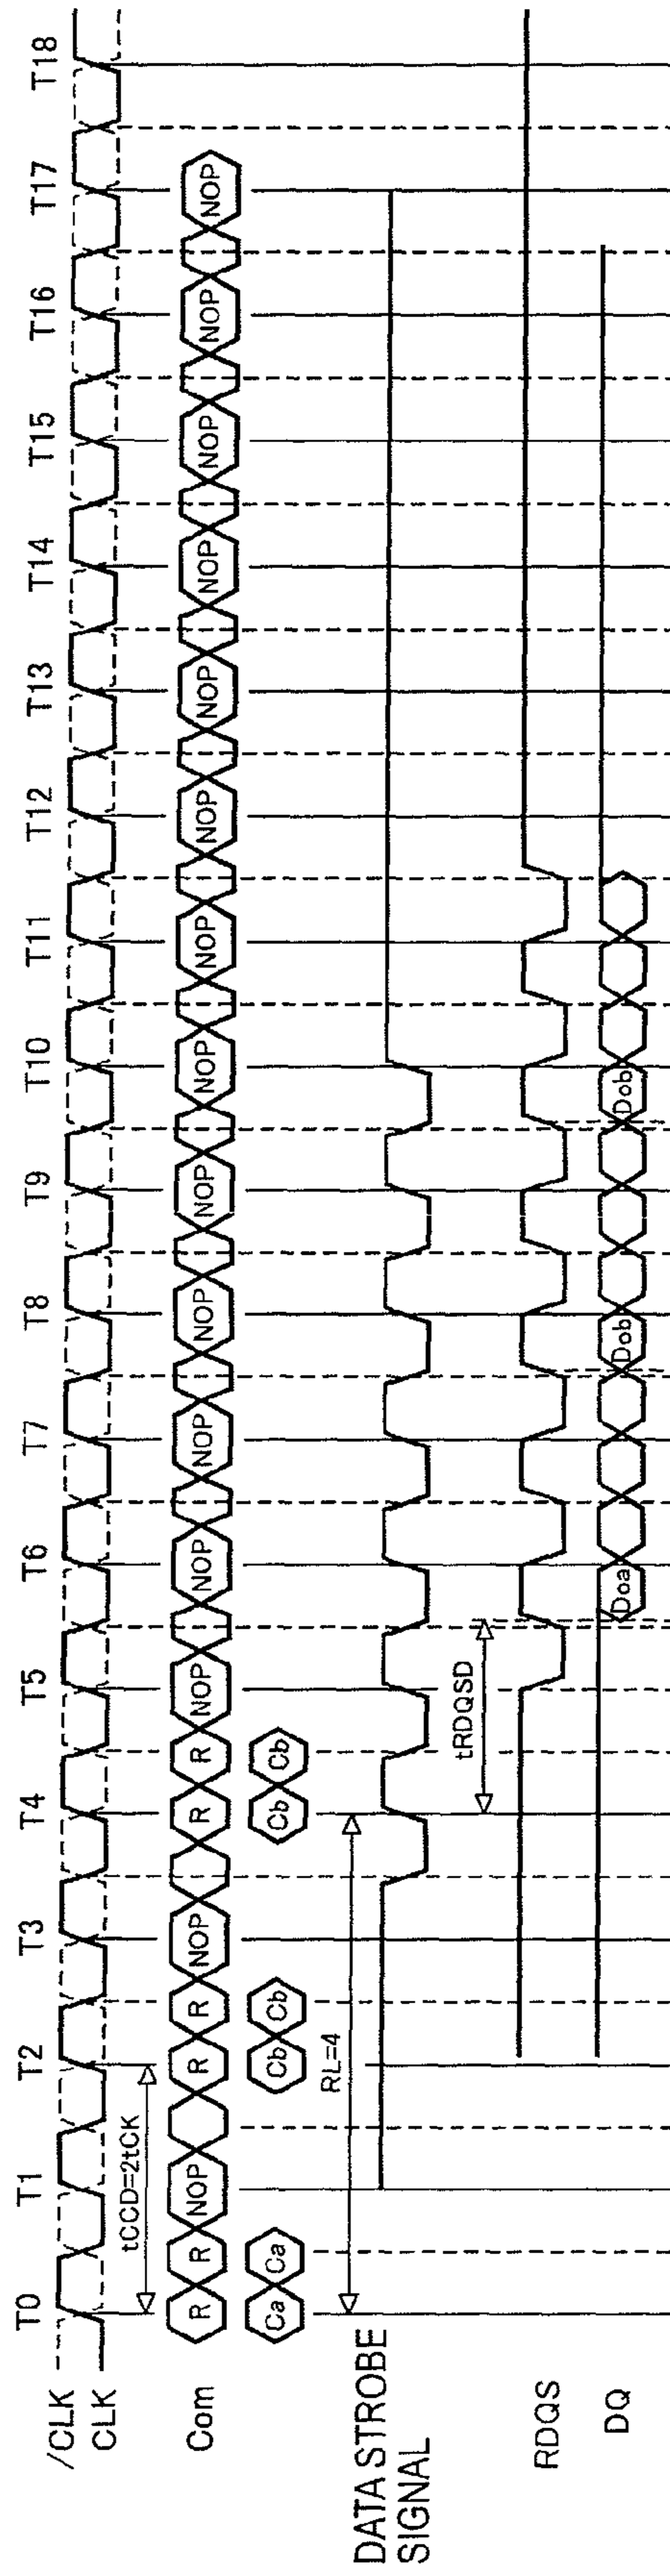 T0 T1 T2 T3 T4 T5 T6 T7 T8 T9 T10 T11 T12 T13 T14 T15 T16 T17 T18
/CLK
CLK
tCCD=2tCK
Com R R NOP R R NOP R R NOP NOP NOP NOP NOP NOP NOP NOP NOP NOP NOP NOP NOP
Ca Ca Cb Cb Cb Cb
RL=4
DATA STROBE
SIGNAL
tRDQSD
RDQS
DQ Doa Dob Dob